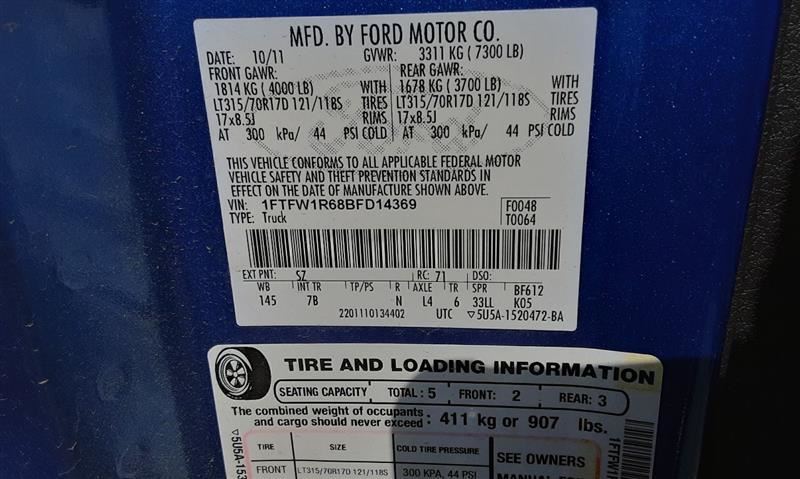 MFD. BY FORD MOTOR CO.
DATE: 10/11 GVWR: 3311 KG ( 7300 LB)
FRONT GAWR: REAR GAWR:
1814 KG ( 4000 LB) WITH 1678 KG ( 3700 LB) WITH
LT315/70R17D 121/118S TIRES LT315/70R17D 121/118S TIRES
17x8.5J RIMS 17x8.5J RIMS
AT 300 kPa/ 44 PSI COLD AT 300 kPa/ 44 PSI COLD
THIS VEHICLE CONFORMS TO ALL APPLICABLE FEDERAL MOTOR
VEHICLE SAFETY AND THEFT PREVENTION STANDARDS IN
EFFECT ON THE DATE OF MANUFACTURE SHOWN ABOVE.
VIN: 1FTFW1R68BFD14369 F0048
TYPE: Truck T0064
EXT PNT: SZ RC: 71 DSO:
WB INT TR TP/PS R AXLE TR SPR BF612
145 7B N L4 6 33LL K05
2201110134402 UTC ▽5U5A-1520472-BA
TIRE AND LOADING INFORMATION
SEATING CAPACITY TOTAL: 5 FRONT: 2 REAR: 3
The combined weight of occupants
and cargo should never exceed: 411 kg or 907 lbs.
TIRE SIZE COLD TIRE PRESSURE SEE OWNERS
FRONT LT315/70R17D 121/118S 300 KPA, 44 PSI
▽5U5A-153
1FTFW1